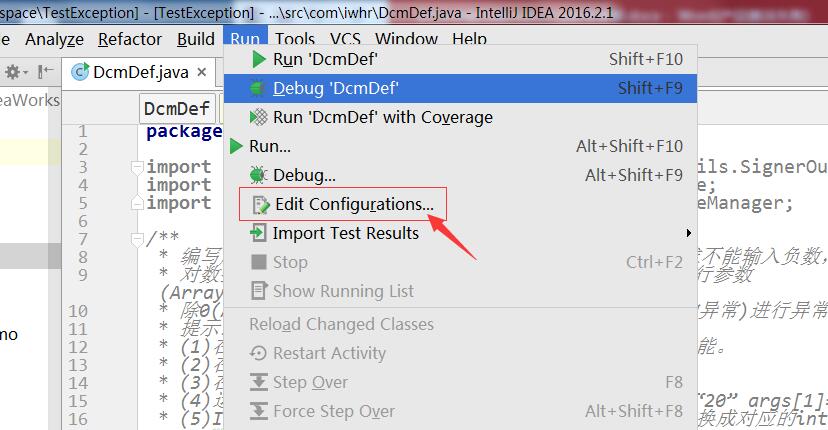 space\TestException] - [TestException] - ...\src\com\iwhr\DcmDef.java - IntelliJ IDEA 2016.2.1
e Analyze Refactor Build Run Tools VCS Window Help
DcmDef.java ×
eaWorks
DcmDef
Run 'DcmDef' Shift+F10
Debug 'DcmDef' Shift+F9
Run 'DcmDef' with Coverage
Run... Alt+Shift+F10
Debug... Alt+Shift+F9
Edit Configurations...
Import Test Results
Stop Ctrl+F2
Show Running List
Reload Changed Classes
Restart Activity
Step Over F8
Force Step Over Alt+Shift+F8
1 package
2
3 import ils.SignerOu
4 import e;
5 import eManager;
6
7 /**
8 * 编写 不能输入负数,
9 * 对数 行参数
(Array
10 * 除0( 异常)进行异常
11 * 提示
12 * (1)在 能。
13 * (2)在
14 * (3)在
15 * (4)运 “20” args[1]=
16 * (5)I 换成对应的int
mo